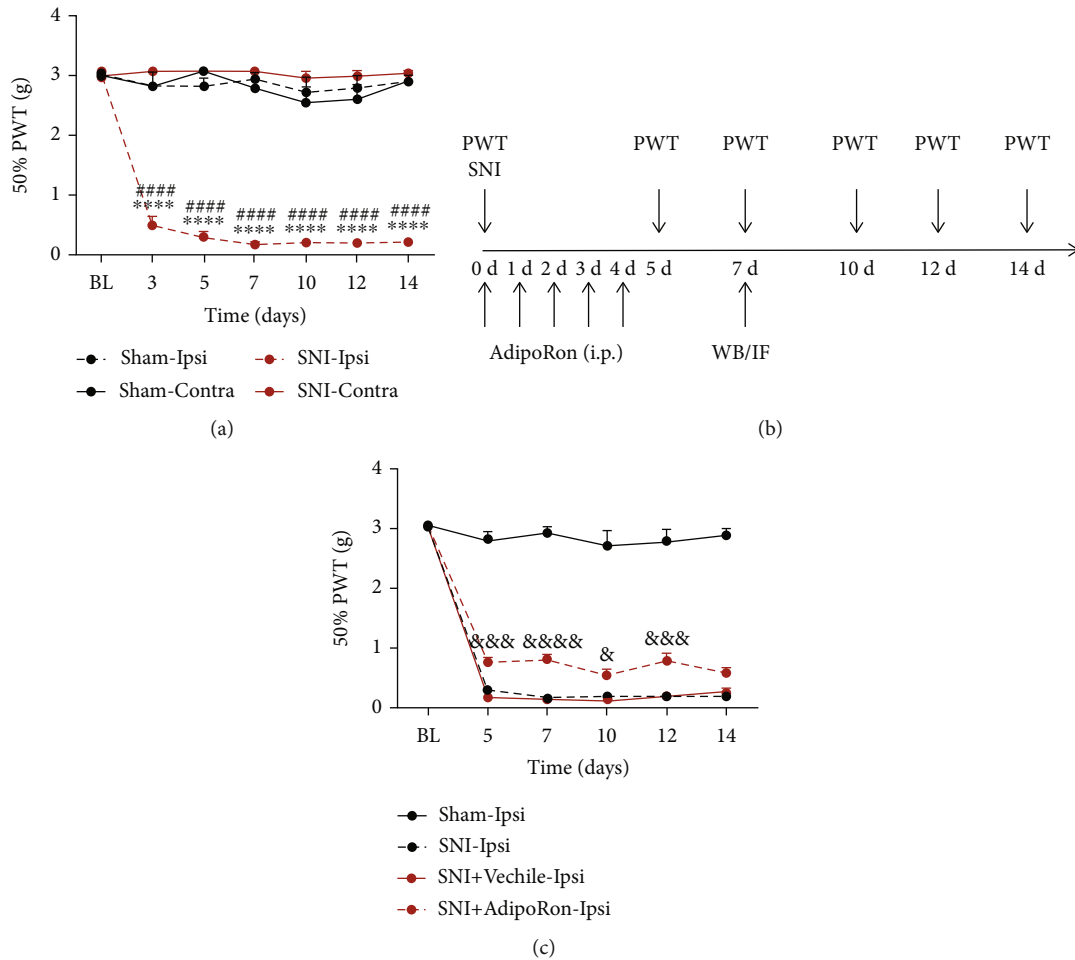 4
3
2
1
0
50% PWT (g)
#### #### #### #### #### ####
**** **** **** **** **** ****
BL 3 5 7 10 12 14
Time (days)
Sham-Ipsi SNI-Ipsi
Sham-Contra SNI-Contra
(a)
PWT PWT PWT PWT PWT PWT
SNI
0 d 1 d 2 d 3 d 4 d 5 d 7 d 10 d 12 d 14 d
AdipoRon (i.p.) WB/IF
(b)
4
3
2
1
0
50% PWT (g)
&&& &&&& & &&&
BL 5 7 10 12 14
Time (days)
Sham-Ipsi
SNI-Ipsi
SNI+Vechile-Ipsi
SNI+AdipoRon-Ipsi
(c)